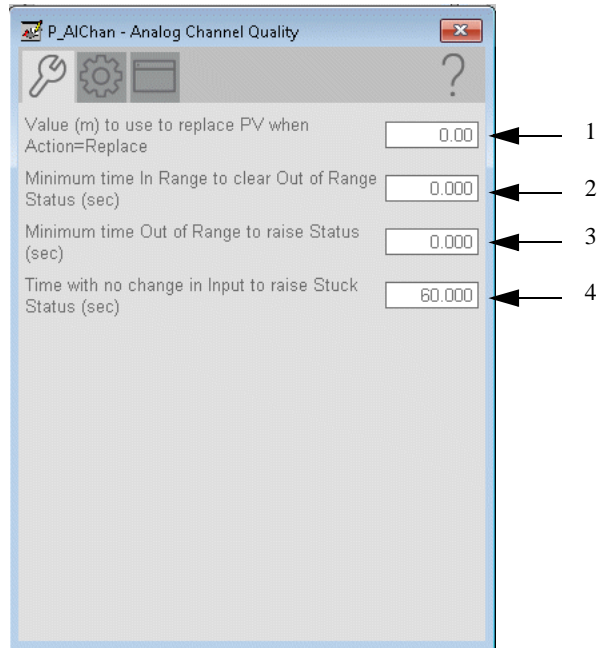 P_AIChan - Analog Channel Quality
?
Value (m) to use to replace PV when
Action=Replace
0.00
1
Minimum time In Range to clear Out of Range
Status (sec)
0.000
2
Minimum time Out of Range to raise Status
(sec)
0.000
3
Time with no change in Input to raise Stuck
Status (sec)
60.000
4